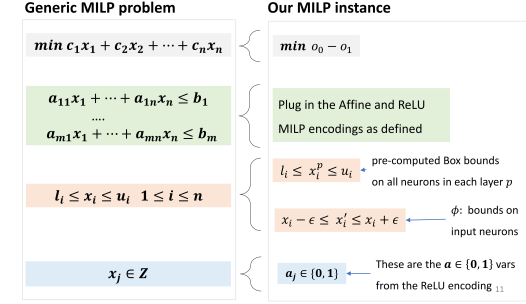 Generic MILP problem
min c₁x₁ + c₂x₂ + ⋯ + cₙxₙ
a₁₁x₁ + ⋯ + a₁ₙxₙ ≤ b₁
....
aₘ₁x₁ + ⋯ + aₘₙxₙ ≤ bₘ
lᵢ ≤ xᵢ ≤ uᵢ 1 ≤ i ≤ n
xⱼ ∈ Z
Our MILP instance
min o₀ − o₁
Plug in the Affine and ReLU
MILP encodings as defined
lᵢ ≤ xᵢᵖ ≤ uᵢ
pre-computed Box bounds
on all neurons in each layer p
xᵢ − ϵ ≤ xᵢ′ ≤ xᵢ + ϵ
ϕ: bounds on
input neurons
aⱼ ∈ {0,1}
These are the a ∈ {0,1} vars
from the ReLU encoding
11